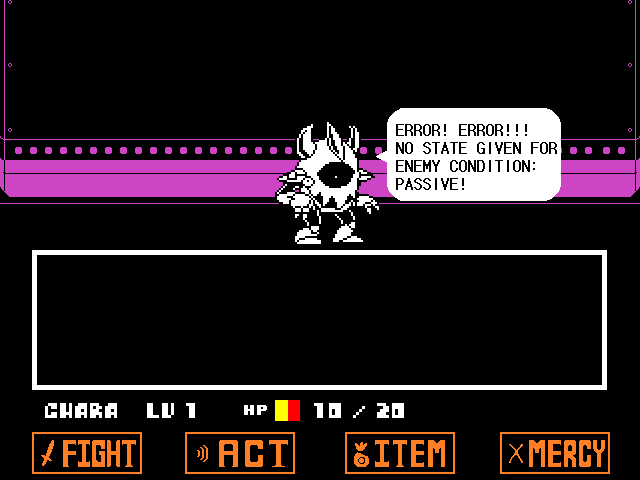 ERROR! ERROR!!!
NO STATE GIVEN FOR
ENEMY CONDITION:
PASSIVE!
CHARA LV 1 HP 10 / 20
FIGHT ACT ITEM MERCY